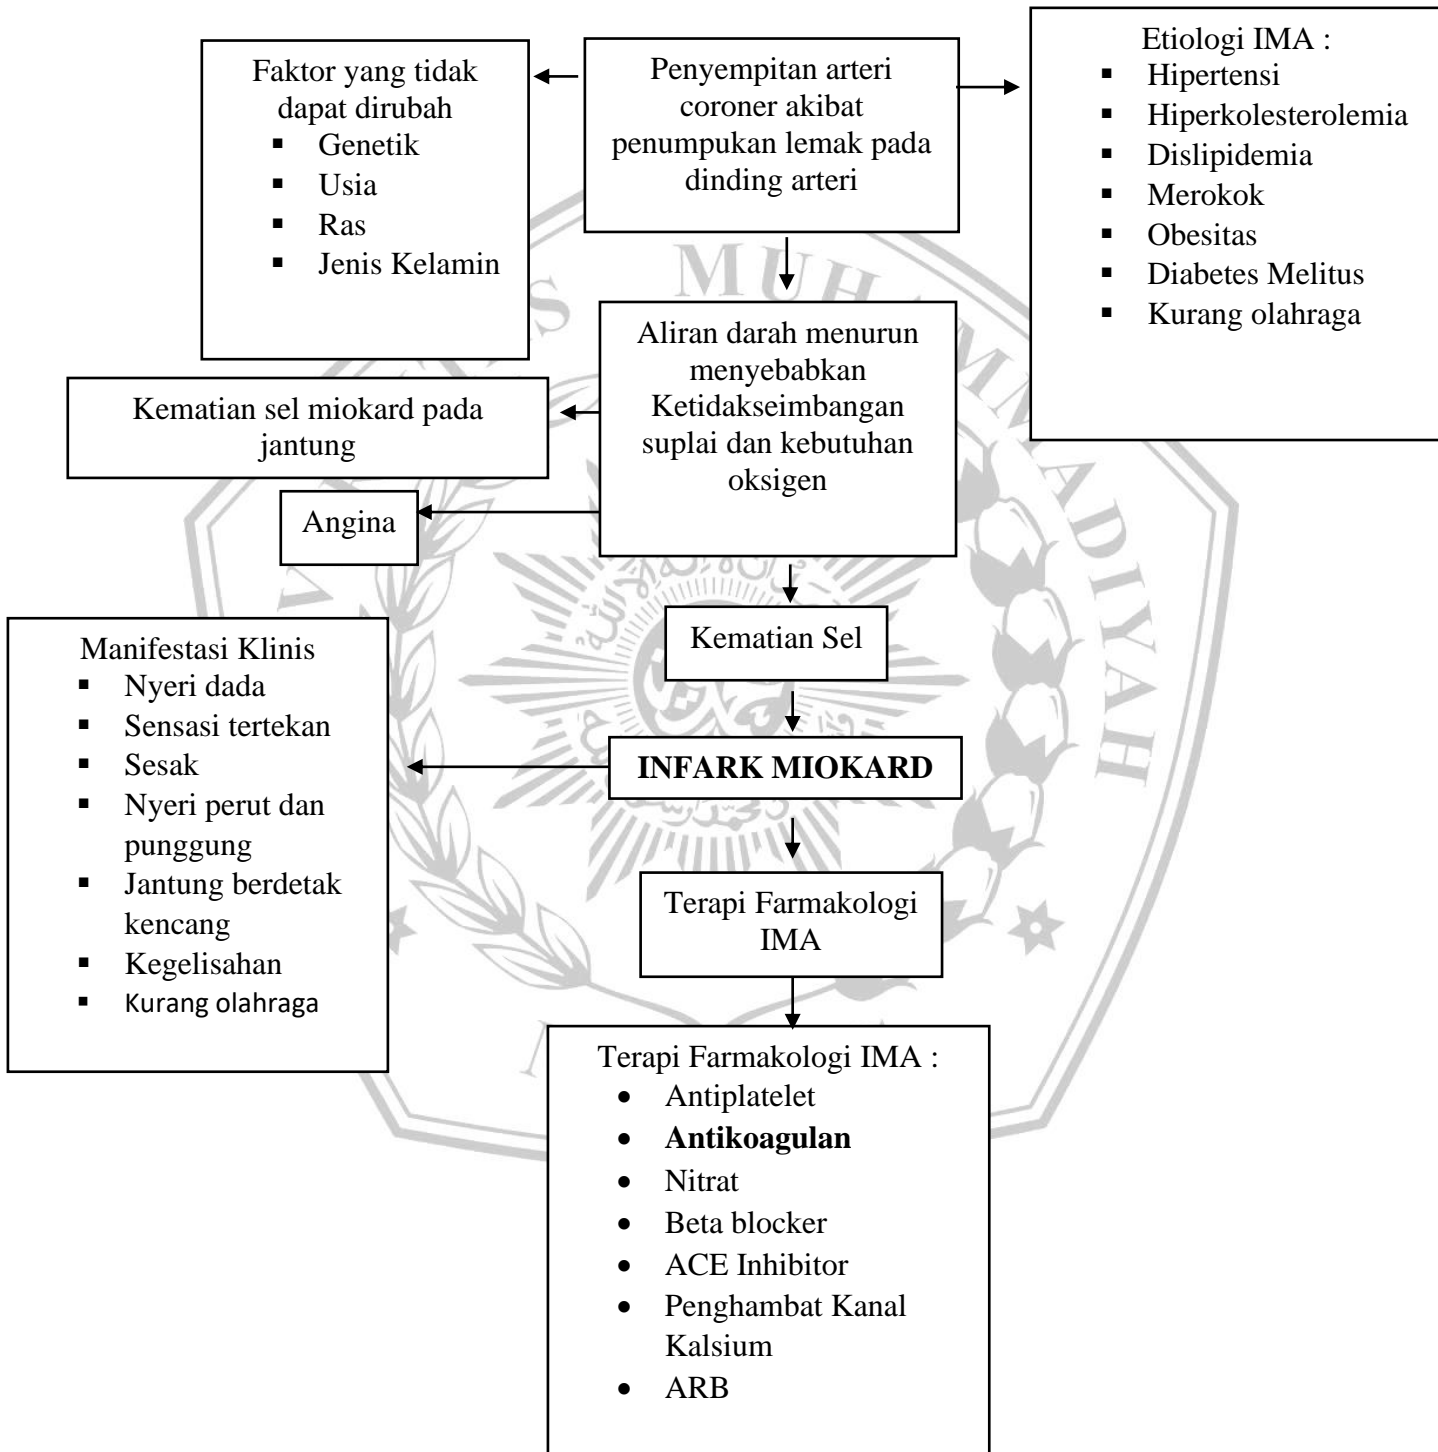 Faktor yang tidak
dapat dirubah
▪ Genetik
▪ Usia
▪ Ras
▪ Jenis Kelamin
Penyempitan arteri
coroner akibat
penumpukan lemak pada
dinding arteri
Etiologi IMA :
▪ Hipertensi
▪ Hiperkolesterolemia
▪ Dislipidemia
▪ Merokok
▪ Obesitas
▪ Diabetes Melitus
▪ Kurang olahraga
Aliran darah menurun
menyebabkan
Ketidakseimbangan
suplai dan kebutuhan
oksigen
Kematian sel miokard pada
jantung
Angina
Kematian Sel
Manifestasi Klinis
▪ Nyeri dada
▪ Sensasi tertekan
▪ Sesak
▪ Nyeri perut dan
punggung
▪ Jantung berdetak
kencang
▪ Kegelisahan
▪ Kurang olahraga
INFARK MIOKARD
Terapi Farmakologi
IMA
Terapi Farmakologi IMA :
• Antiplatelet
• Antikoagulan
• Nitrat
• Beta blocker
• ACE Inhibitor
• Penghambat Kanal
Kalsium
• ARB
MUHAMMADIYAH